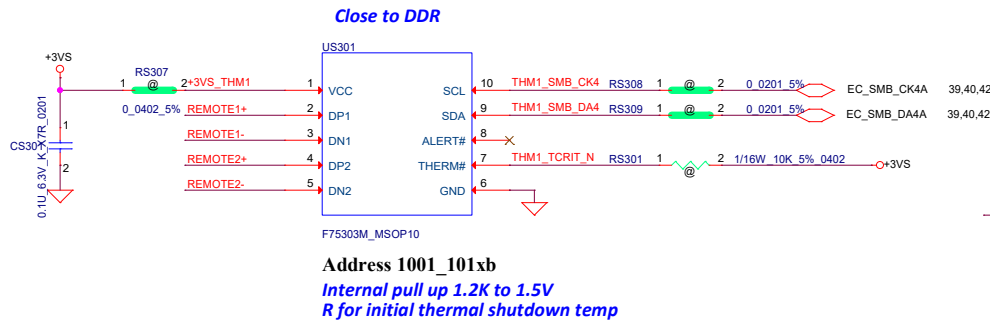 Close to DDR
US301
+3VS
RS307
1 @ 2 +3VS_THM1
0_0402_5%
1 VCC
REMOTE1+ 2 DP1
REMOTE1- 3 DN1
REMOTE2+ 4 DP2
REMOTE2- 5 DN2
SCL 10 THM1_SMB_CK4 RS308 1 @ 2 0_0201_5% EC_SMB_CK4A 39,40,42
SDA 9 THM1_SMB_DA4 RS309 1 @ 2 0_0201_5% EC_SMB_DA4A 39,40,42
ALERT# 8
THERM# 7 THM1_TCRIT_N RS301 1 @ 2 1/16W_10K_5%_0402 +3VS
GND 6
1
CS301
2
0.1U_6.3V_K_X7R_0201
F75303M_MSOP10
Address 1001_101xb
Internal pull up 1.2K to 1.5V
R for initial thermal shutdown temp